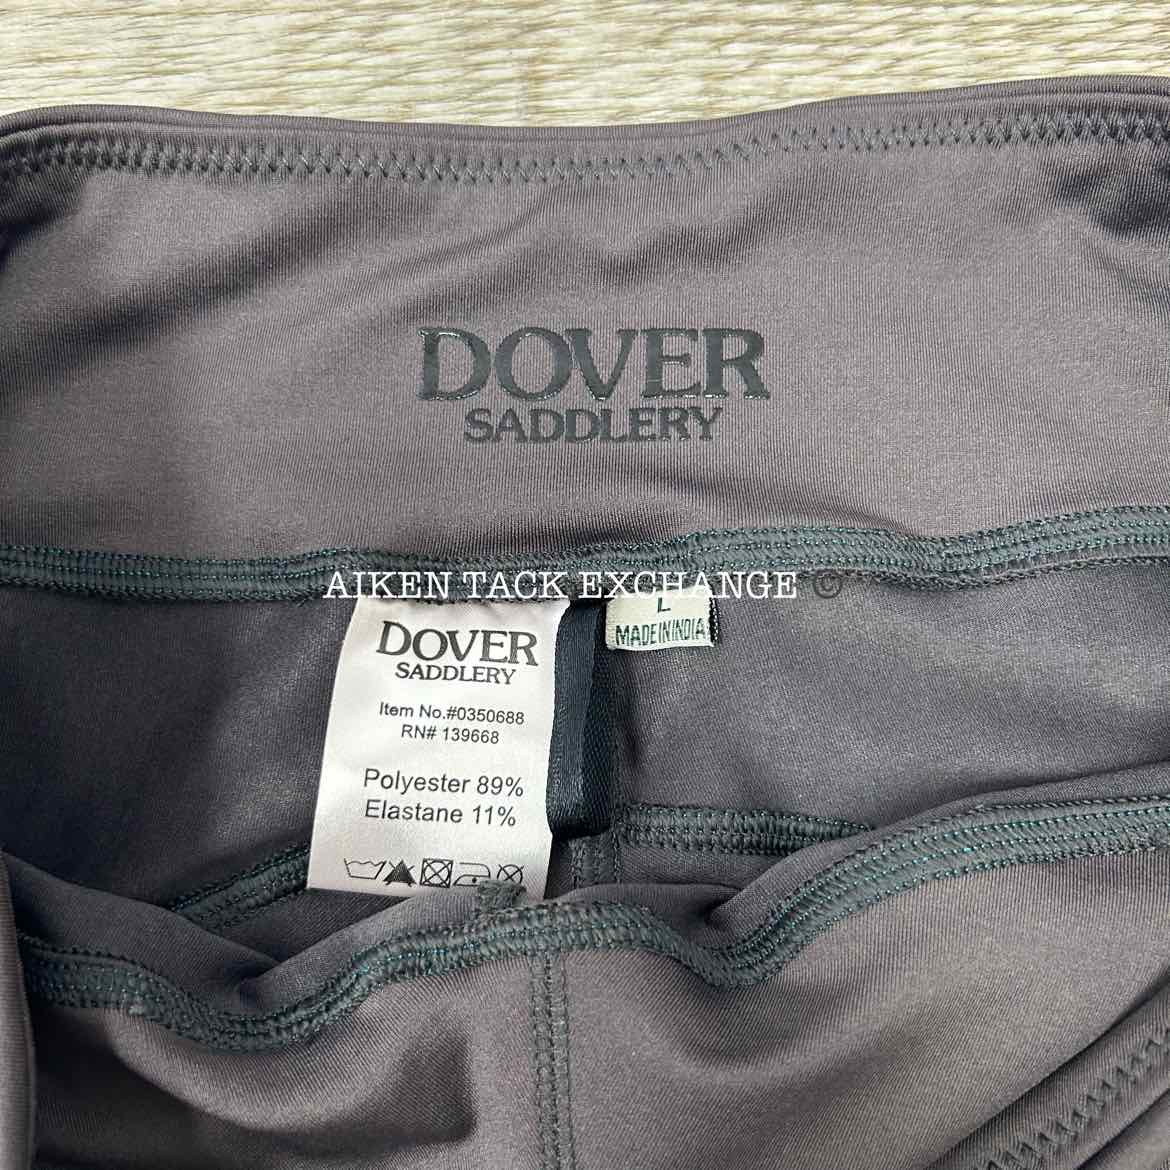 DOVER
SADDLERY
AIKEN TACK EXCHANGE ©
L
MADE IN INDIA
DOVER
SADDLERY
Item No.#0350688
RN# 139668
Polyester 89%
Elastane 11%